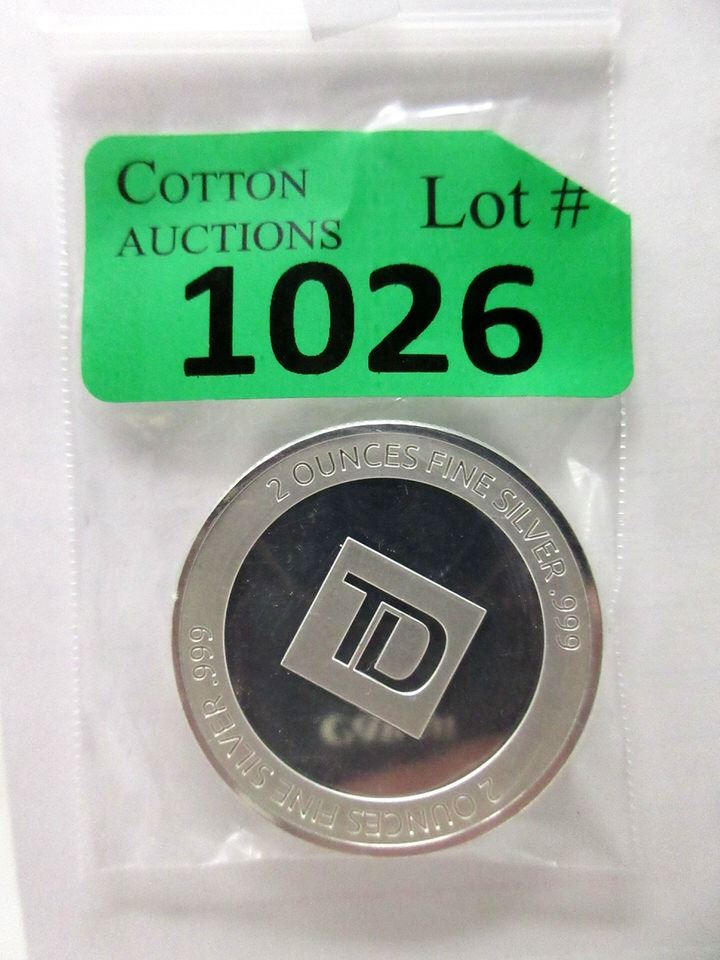 COTTON
AUCTIONS
Lot #
1026
2 OUNCES FINE SILVER .999
TD
2 OUNCES FINE SILVER .999